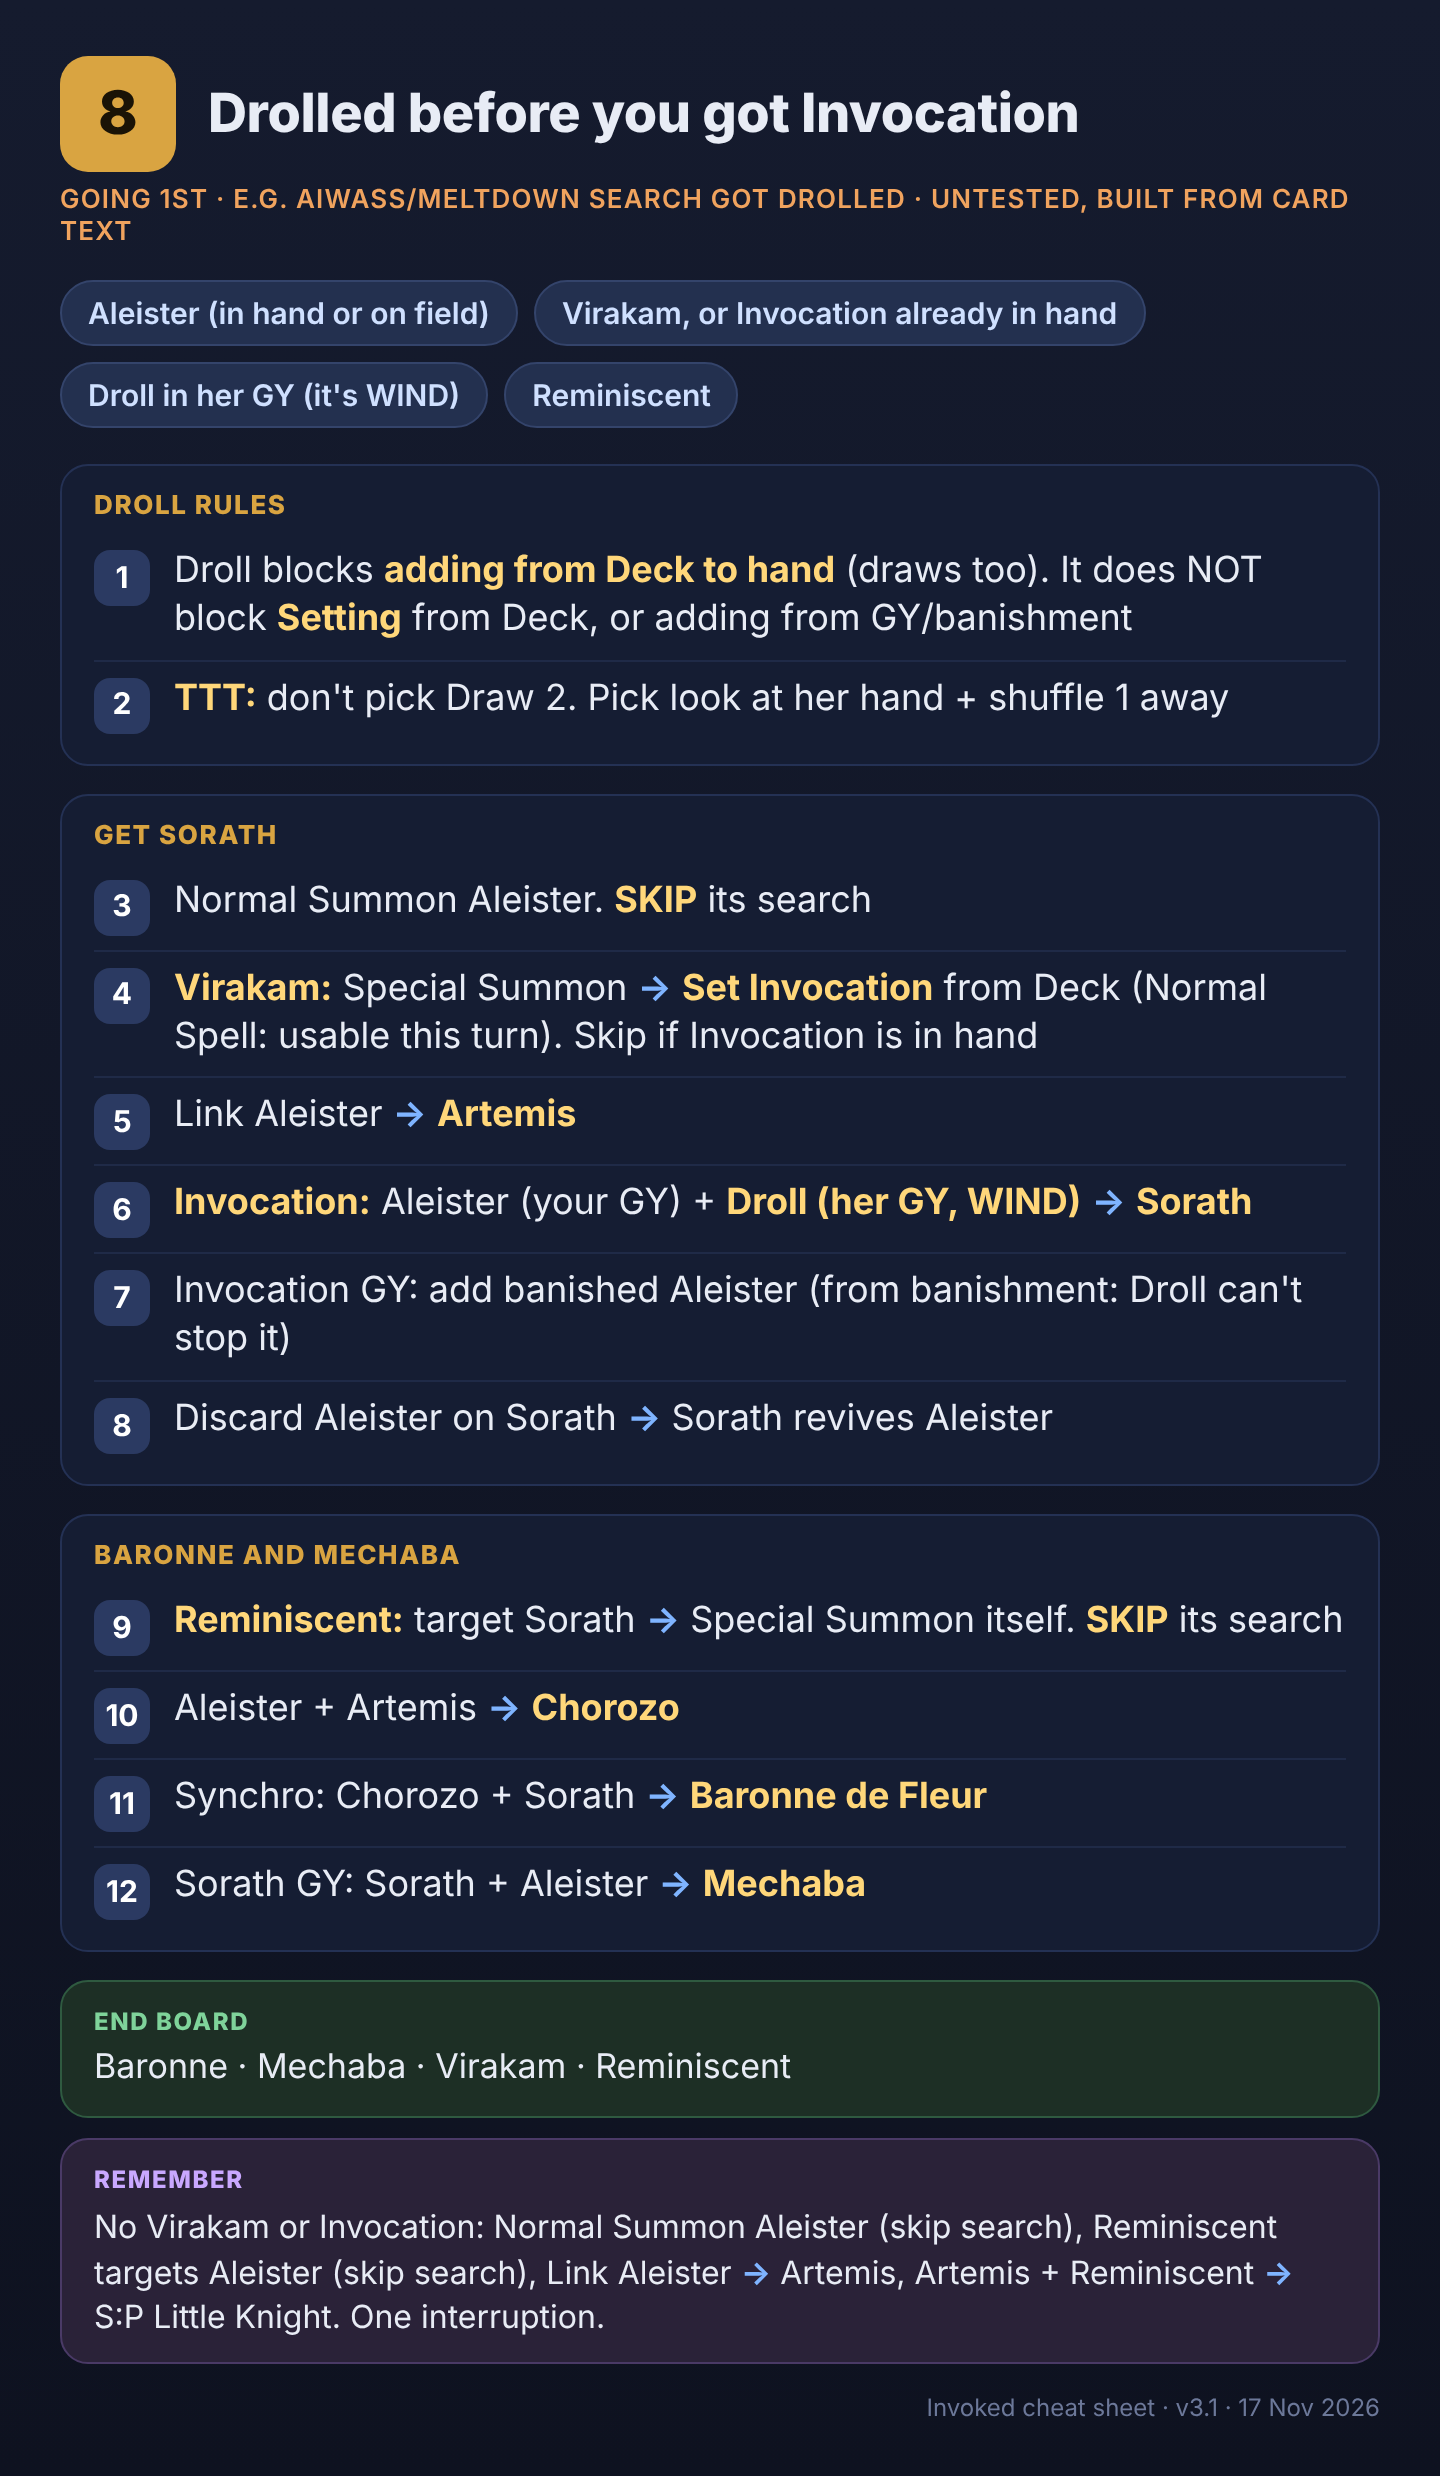 8
Drolled before you got Invocation
GOING 1ST · E.G. AIWASS/MELTDOWN SEARCH GOT DROLLED · UNTESTED, BUILT FROM CARD
TEXT
Aleister (in hand or on field)
Virakam, or Invocation already in hand
Droll in her GY (it's WIND)
Reminiscent
DROLL RULES
1 Droll blocks adding from Deck to hand (draws too). It does NOT
block Setting from Deck, or adding from GY/banishment
2 TTT: don't pick Draw 2. Pick look at her hand + shuffle 1 away
GET SORATH
3 Normal Summon Aleister. SKIP its search
4 Virakam: Special Summon → Set Invocation from Deck (Normal
Spell: usable this turn). Skip if Invocation is in hand
5 Link Aleister → Artemis
6 Invocation: Aleister (your GY) + Droll (her GY, WIND) → Sorath
7 Invocation GY: add banished Aleister (from banishment: Droll can't
stop it)
8 Discard Aleister on Sorath → Sorath revives Aleister
BARONNE AND MECHABA
9 Reminiscent: target Sorath → Special Summon itself. SKIP its search
10 Aleister + Artemis → Chorozo
11 Synchro: Chorozo + Sorath → Baronne de Fleur
12 Sorath GY: Sorath + Aleister → Mechaba
END BOARD
Baronne · Mechaba · Virakam · Reminiscent
REMEMBER
No Virakam or Invocation: Normal Summon Aleister (skip search), Reminiscent
targets Aleister (skip search), Link Aleister → Artemis, Artemis + Reminiscent →
S:P Little Knight. One interruption.
Invoked cheat sheet · v3.1 · 17 Nov 2026